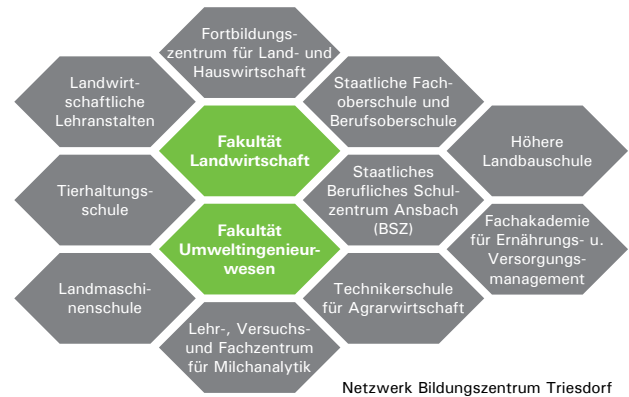 Fortbildungs-
zentrum für Land- und
Hauswirtschaft
Landwirt-
schaftliche
Lehranstalten
Staatliche Fach-
oberschule und
Berufsoberschule
Fakultät
Landwirtschaft
Höhere
Landbauschule
Tierhaltungs-
schule
Staatliches
Berufliches Schul-
zentrum Ansbach
(BSZ)
Fakultät
Umweltingenieur-
wesen
Fachakademie
für Ernährungs- u.
Versorgungs-
management
Landmaschi-
nenschule
Technikerschule
für Agrarwirtschaft
Lehr-, Versuchs-
und Fachzentrum
für Milchanalytik
Netzwerk Bildungszentrum Triesdorf